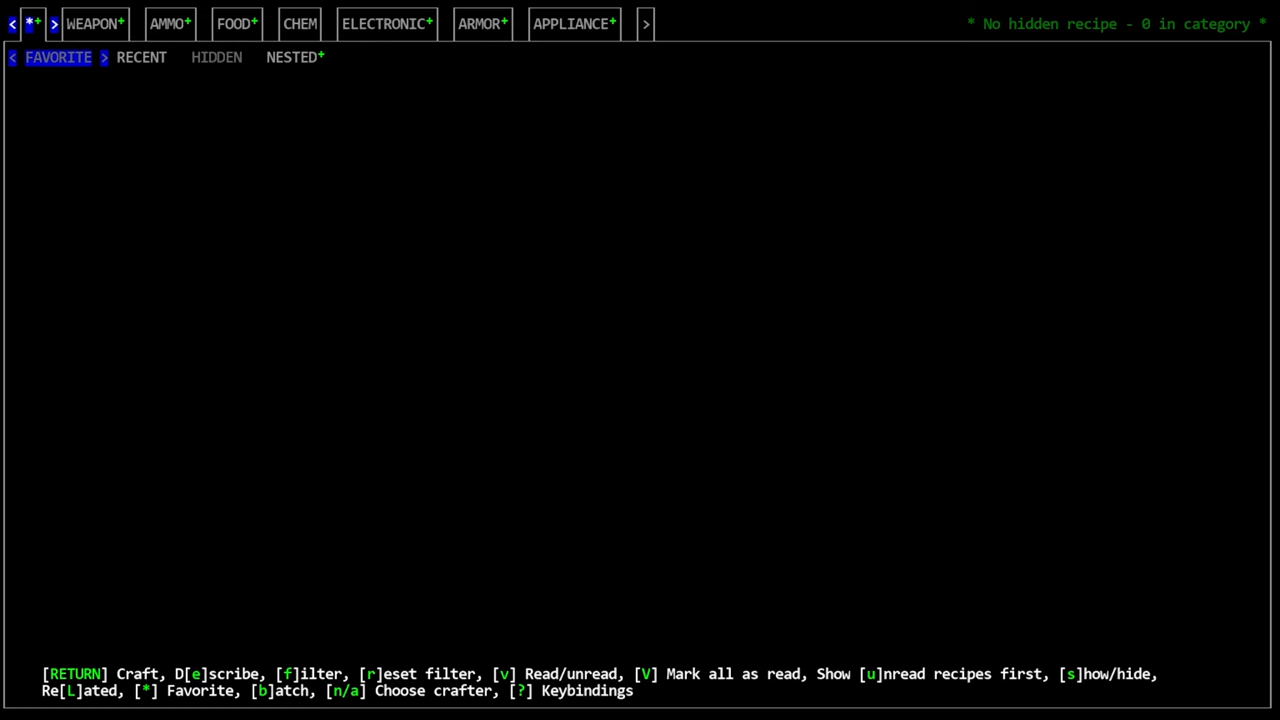 < *+ > WEAPON+ AMMO+ FOOD+ CHEM ELECTRONIC+ ARMOR+ APPLIANCE+ > * No hidden recipe - 0 in category *
< FAVORITE > RECENT HIDDEN NESTED+
[RETURN] Craft, D[e]scribe, [f]ilter, [r]eset filter, [v] Read/unread, [V] Mark all as read, Show [u]nread recipes first, [s]how/hide,
Re[L]ated, [*] Favorite, [b]atch, [n/a] Choose crafter, [?] Keybindings